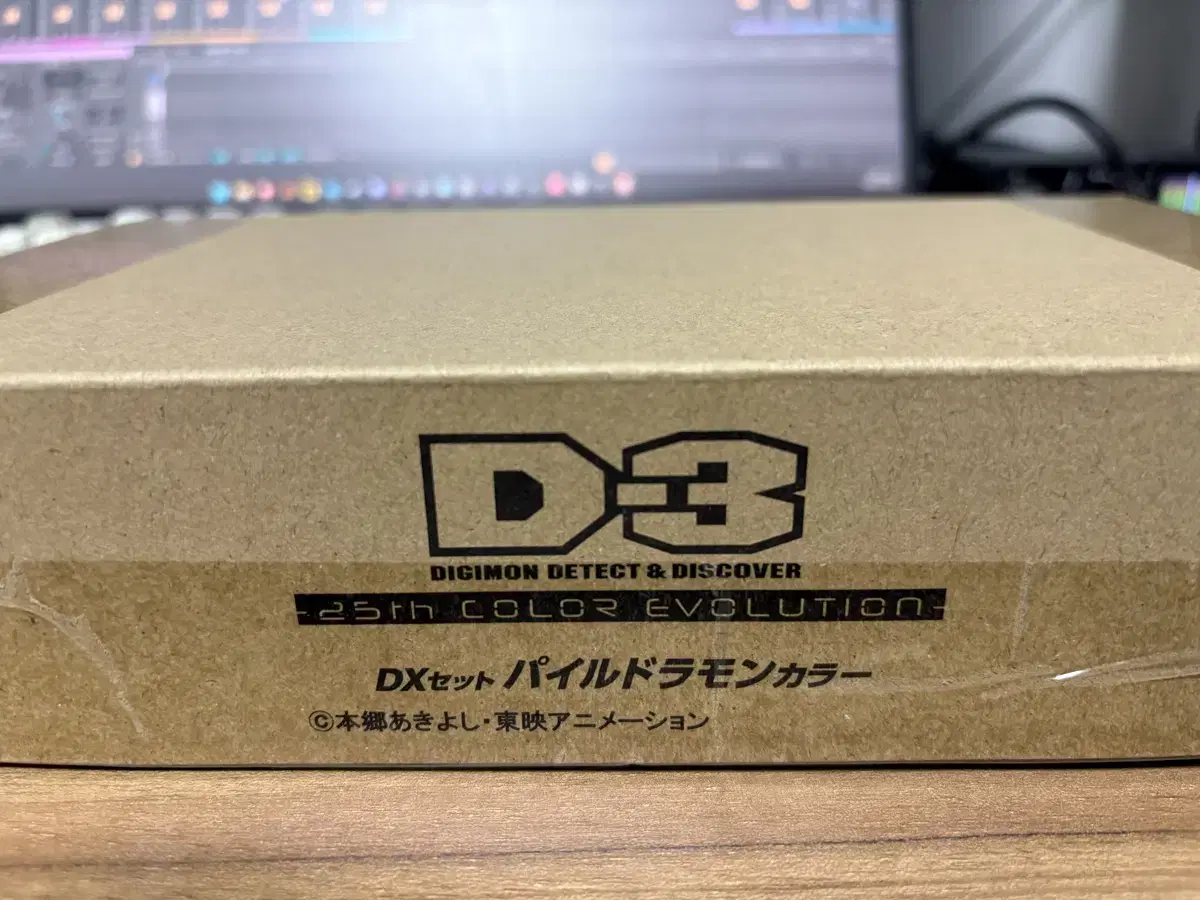 D-3
DIGIMON DETECT & DISCOVER
-25th COLOR EVOLUTION-
DXセット パイルドラモンカラー
©本郷あきよし・東映アニメーション